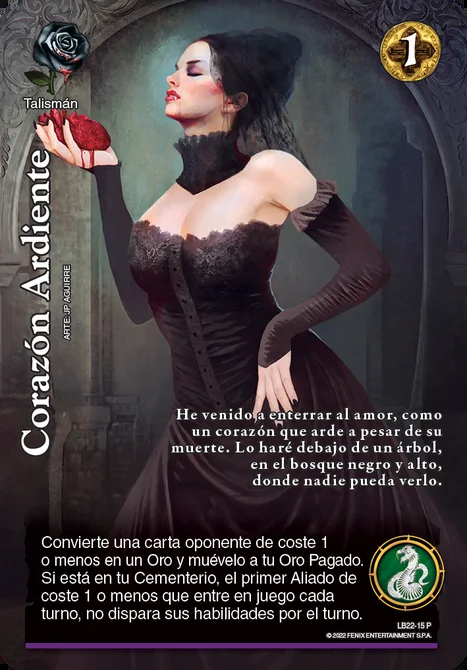 1
Talismán
Corazón Ardiente
ARTE: JP. AGUIRRE
He venido a enterrar al amor, como
un corazón que arde a pesar de su
muerte. Lo haré debajo de un árbol,
en el bosque negro y alto,
donde nadie pueda verlo.
Convierte una carta oponente de coste 1
o menos en un Oro y muévelo a tu Oro Pagado.
Si está en tu Cementerio, el primer Aliado de
coste 1 o menos que entre en juego cada
turno, no dispara sus habilidades por el turno.
LB22-15 P
©2022 FENIX ENTERTAINMENT S.P.A.